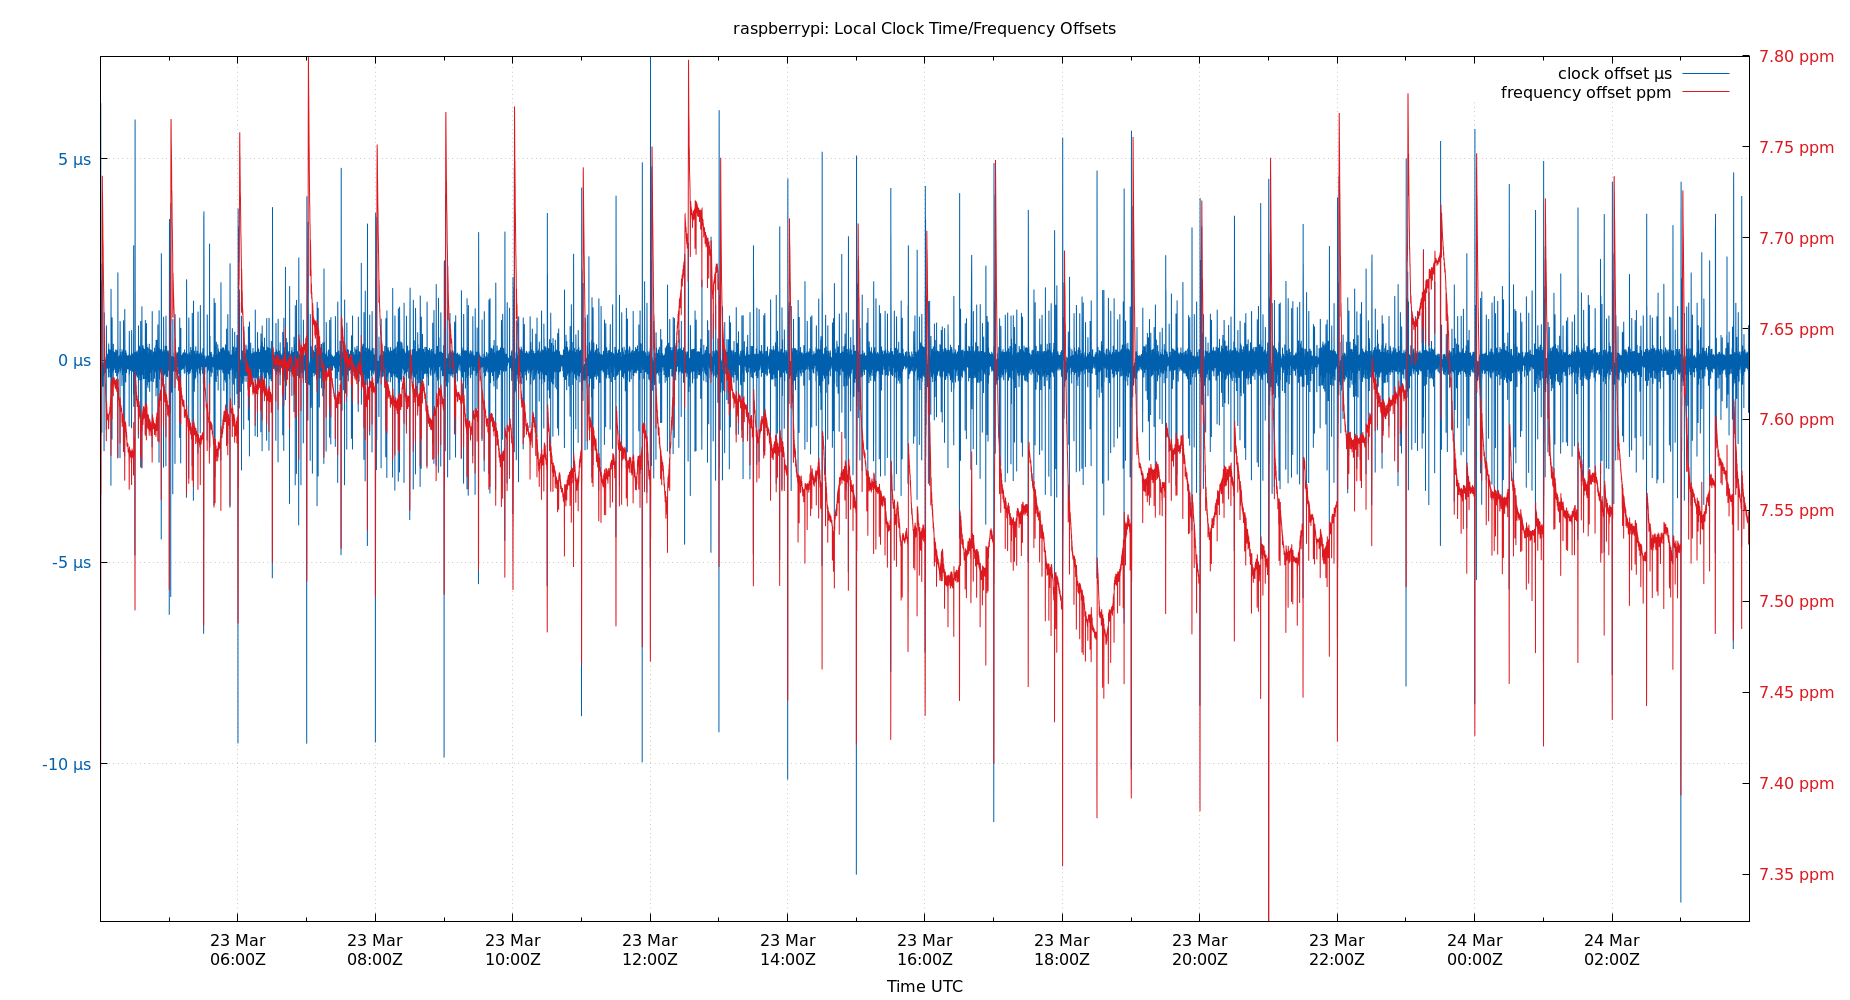 raspberrypi: Local Clock Time/Frequency Offsets
clock offset µs
frequency offset ppm
5 µs
0 µs
-5 µs
-10 µs
7.80 ppm
7.75 ppm
7.70 ppm
7.65 ppm
7.60 ppm
7.55 ppm
7.50 ppm
7.45 ppm
7.40 ppm
7.35 ppm
23 Mar 23 Mar 23 Mar 23 Mar 23 Mar 23 Mar 23 Mar 23 Mar 23 Mar 24 Mar 24 Mar
06:00Z 08:00Z 10:00Z 12:00Z 14:00Z 16:00Z 18:00Z 20:00Z 22:00Z 00:00Z 02:00Z
Time UTC